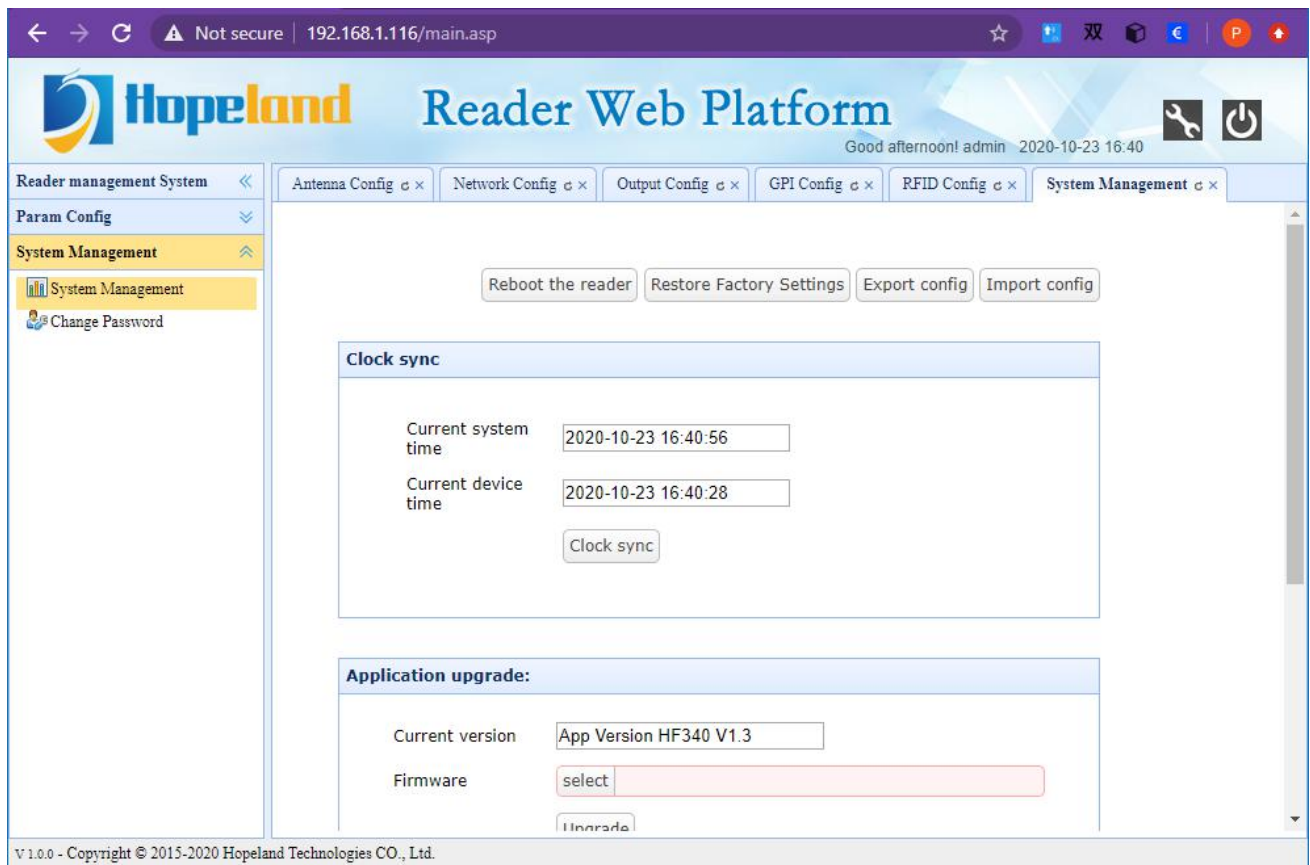 Not secure | 192.168.1.116/main.asp
双
€
P
Hopeland Reader Web Platform
Good afternoon! admin 2020-10-23 16:40
Reader management System
Antenna Config
Network Config
Output Config
GPI Config
RFID Config
System Management
Param Config
System Management
System Management
Change Password
Reboot the reader
Restore Factory Settings
Export config
Import config
Clock sync
Current system
time
2020-10-23 16:40:56
Current device
time
2020-10-23 16:40:28
Clock sync
Application upgrade:
Current version
App Version HF340 V1.3
Firmware
select
Upgrade
V 1.0.0 - Copyright © 2015-2020 Hopeland Technologies CO., Ltd.